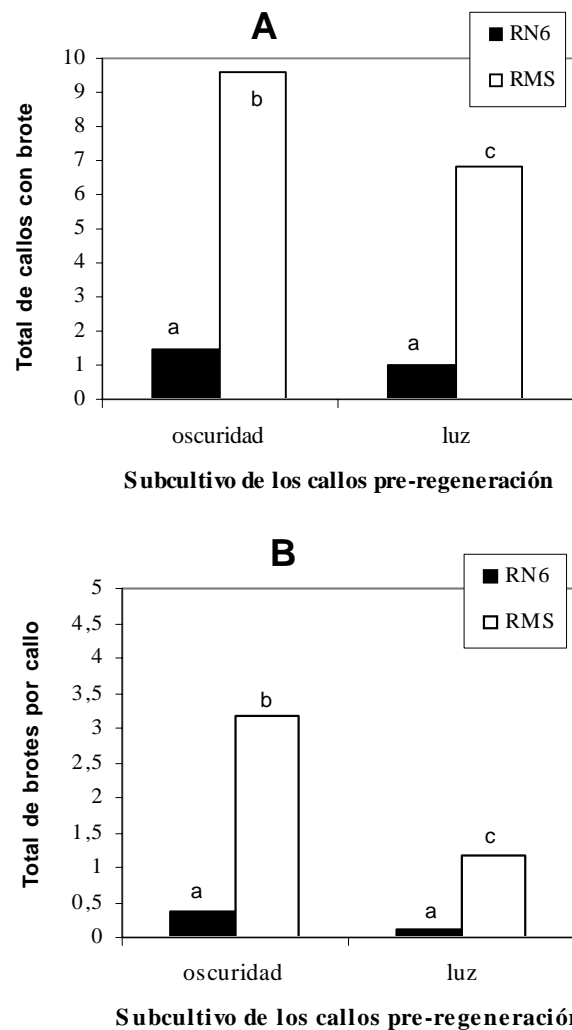 A
RN6
RMS
Total de callos con brote
10
9
8
7
6
5
4
3
2
1
0
a
b
a
c
oscuridad
luz
Subcultivo de los callos pre-regeneración
B
RN6
RMS
Total de brotes por callo
5
4,5
4
3,5
3
2,5
2
1,5
1
0,5
0
a
b
a
c
oscuridad
luz
Subcultivo de los callos pre-regeneración